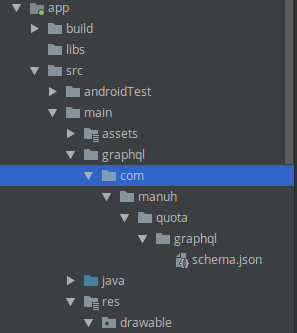 app
build
libs
src
androidTest
main
assets
graphql
com
manuh
quota
graphql
schema.json
java
res
drawable